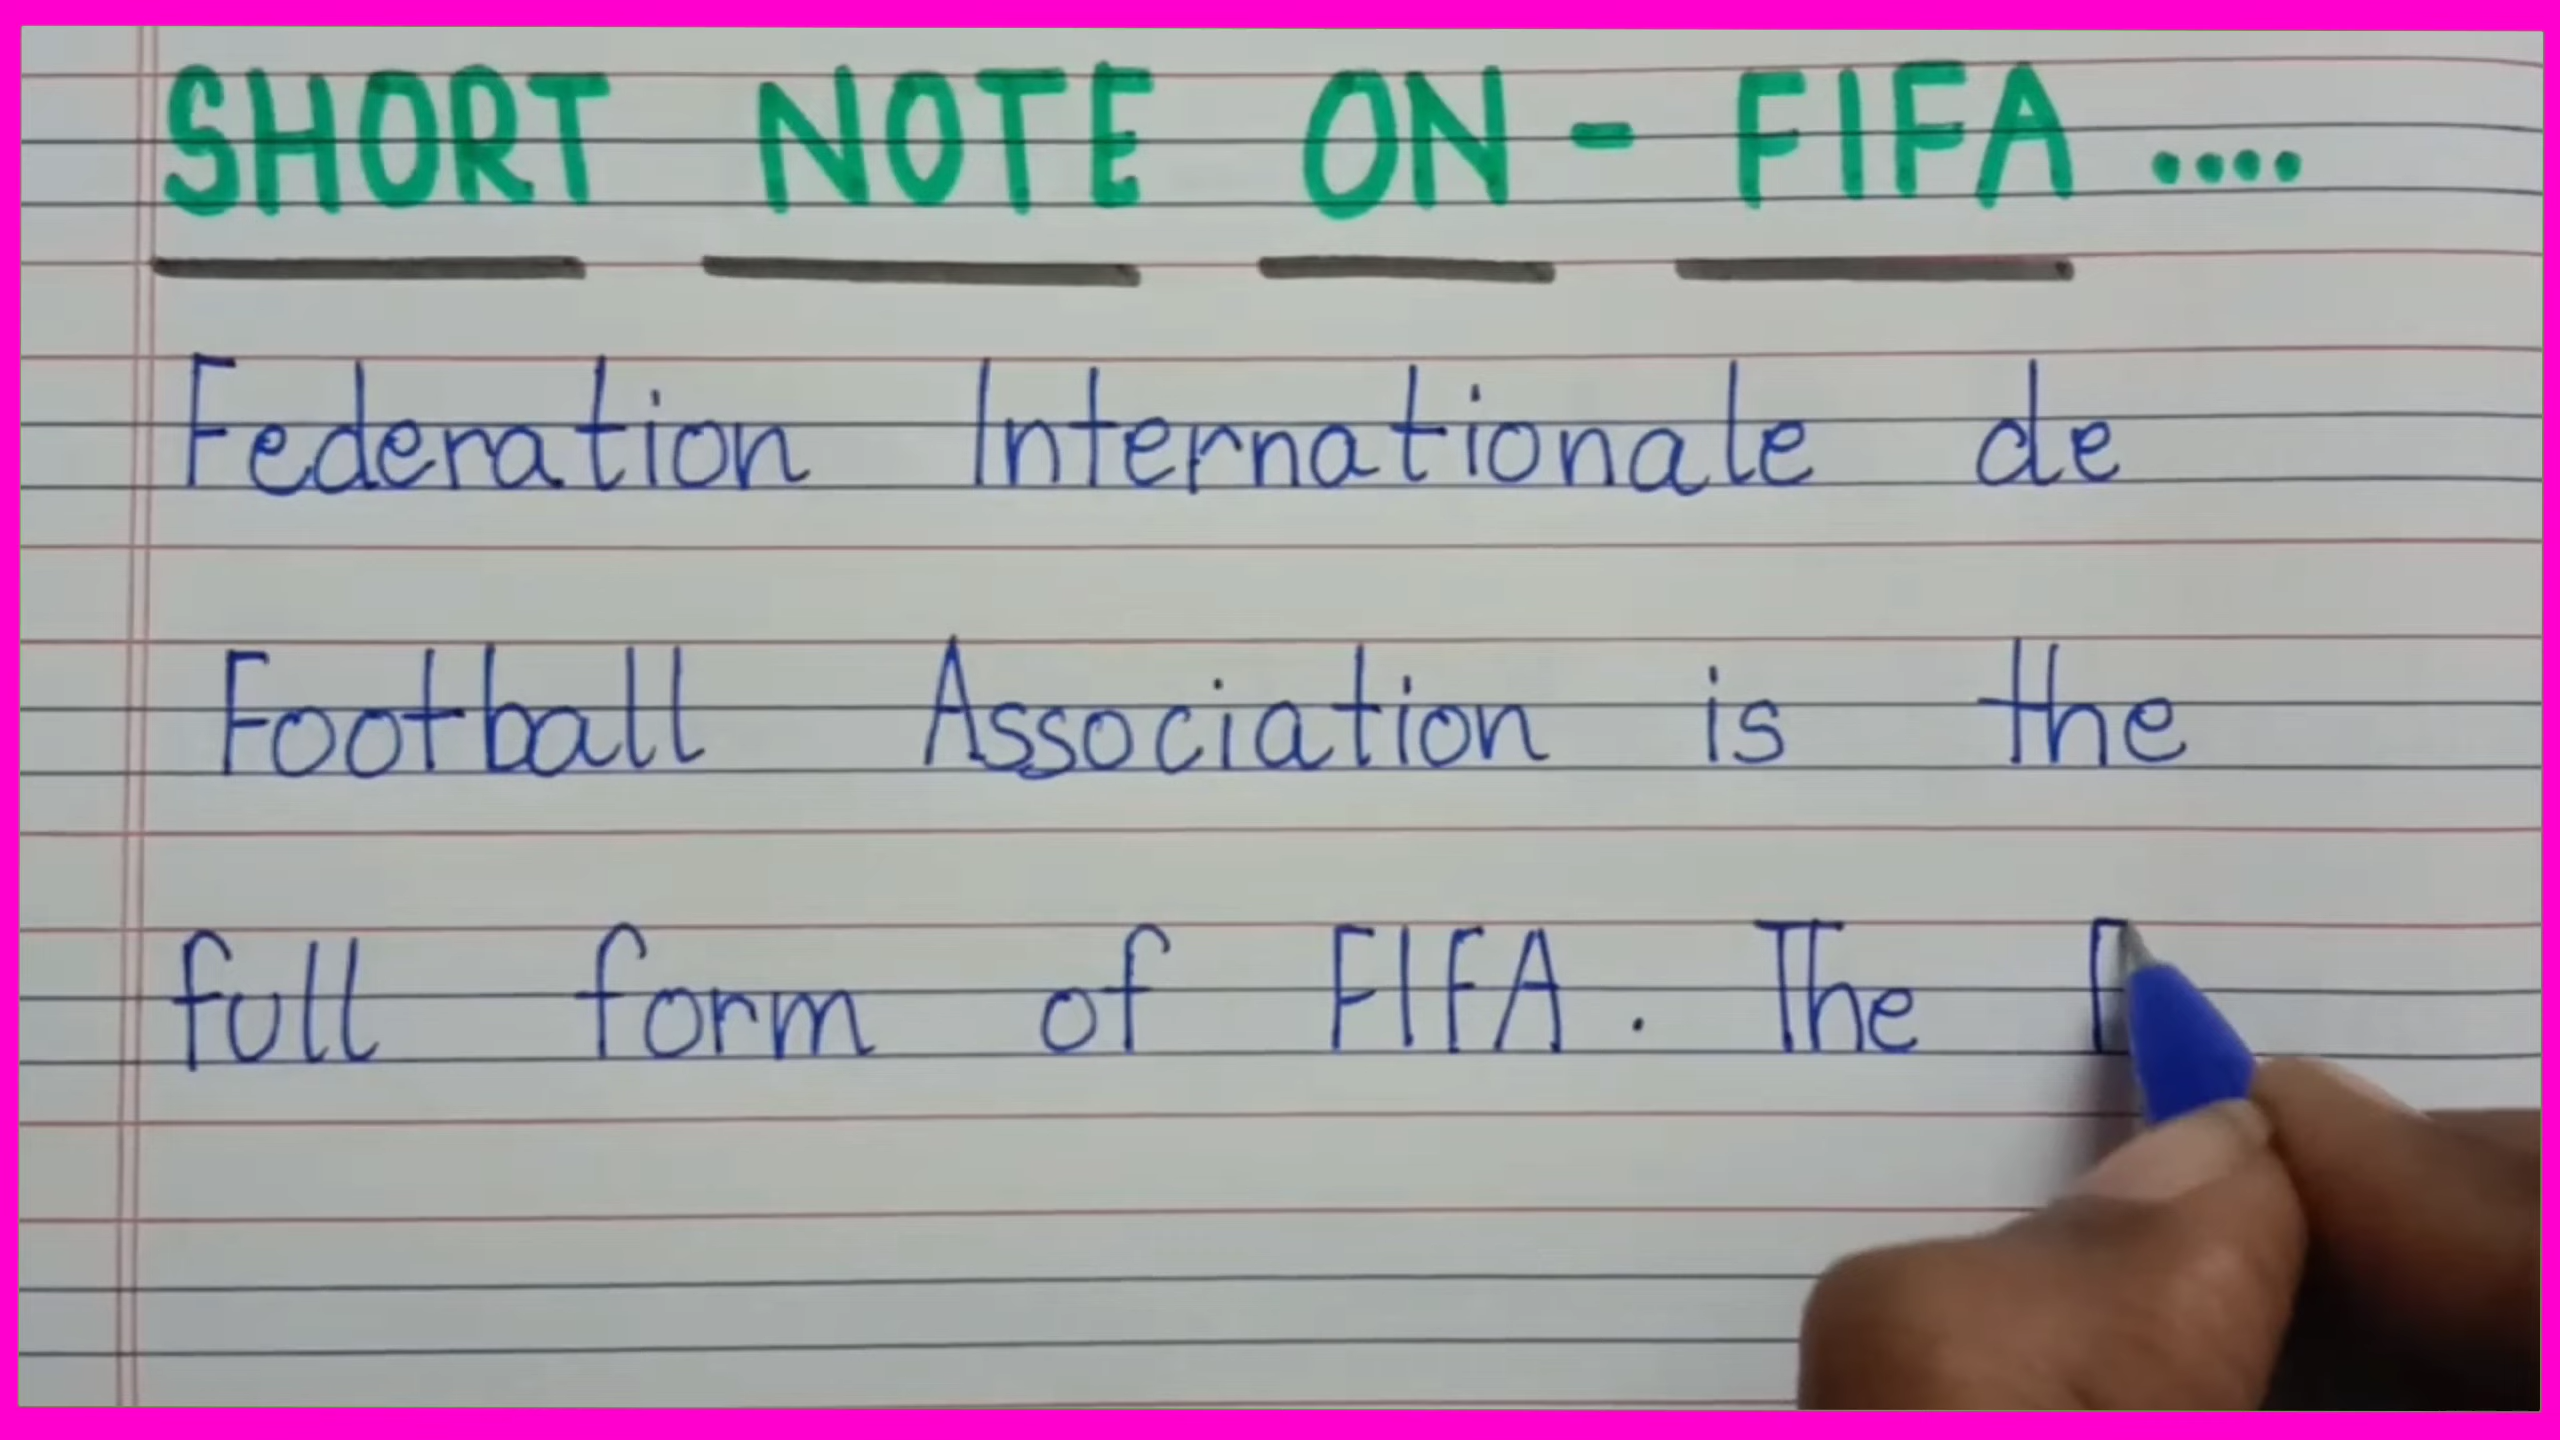 SHORT NOTE ON - FIFA ....
Federation Internationale de
Football Association is the
full form of FIFA. The